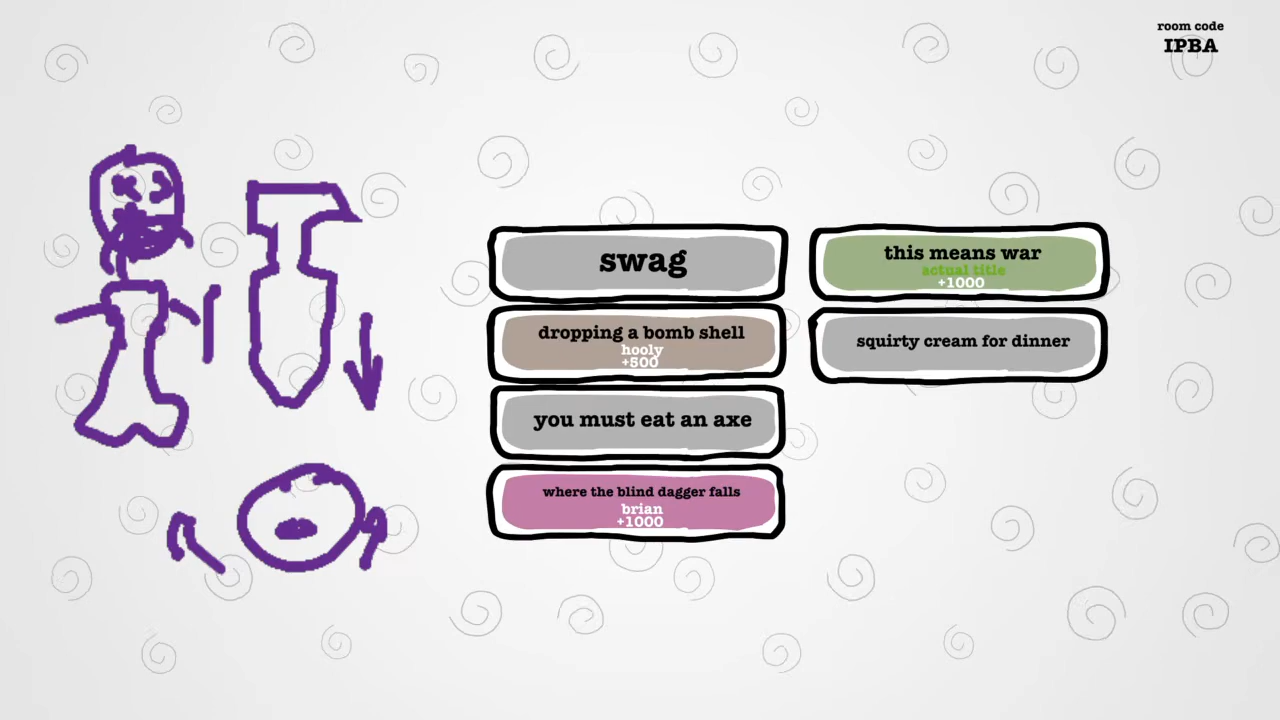 room code
IPBA
swag
dropping a bomb shell
hooly
+500
you must eat an axe
where the blind dagger falls
brian
+1000
this means war
actual title
+1000
squirty cream for dinner